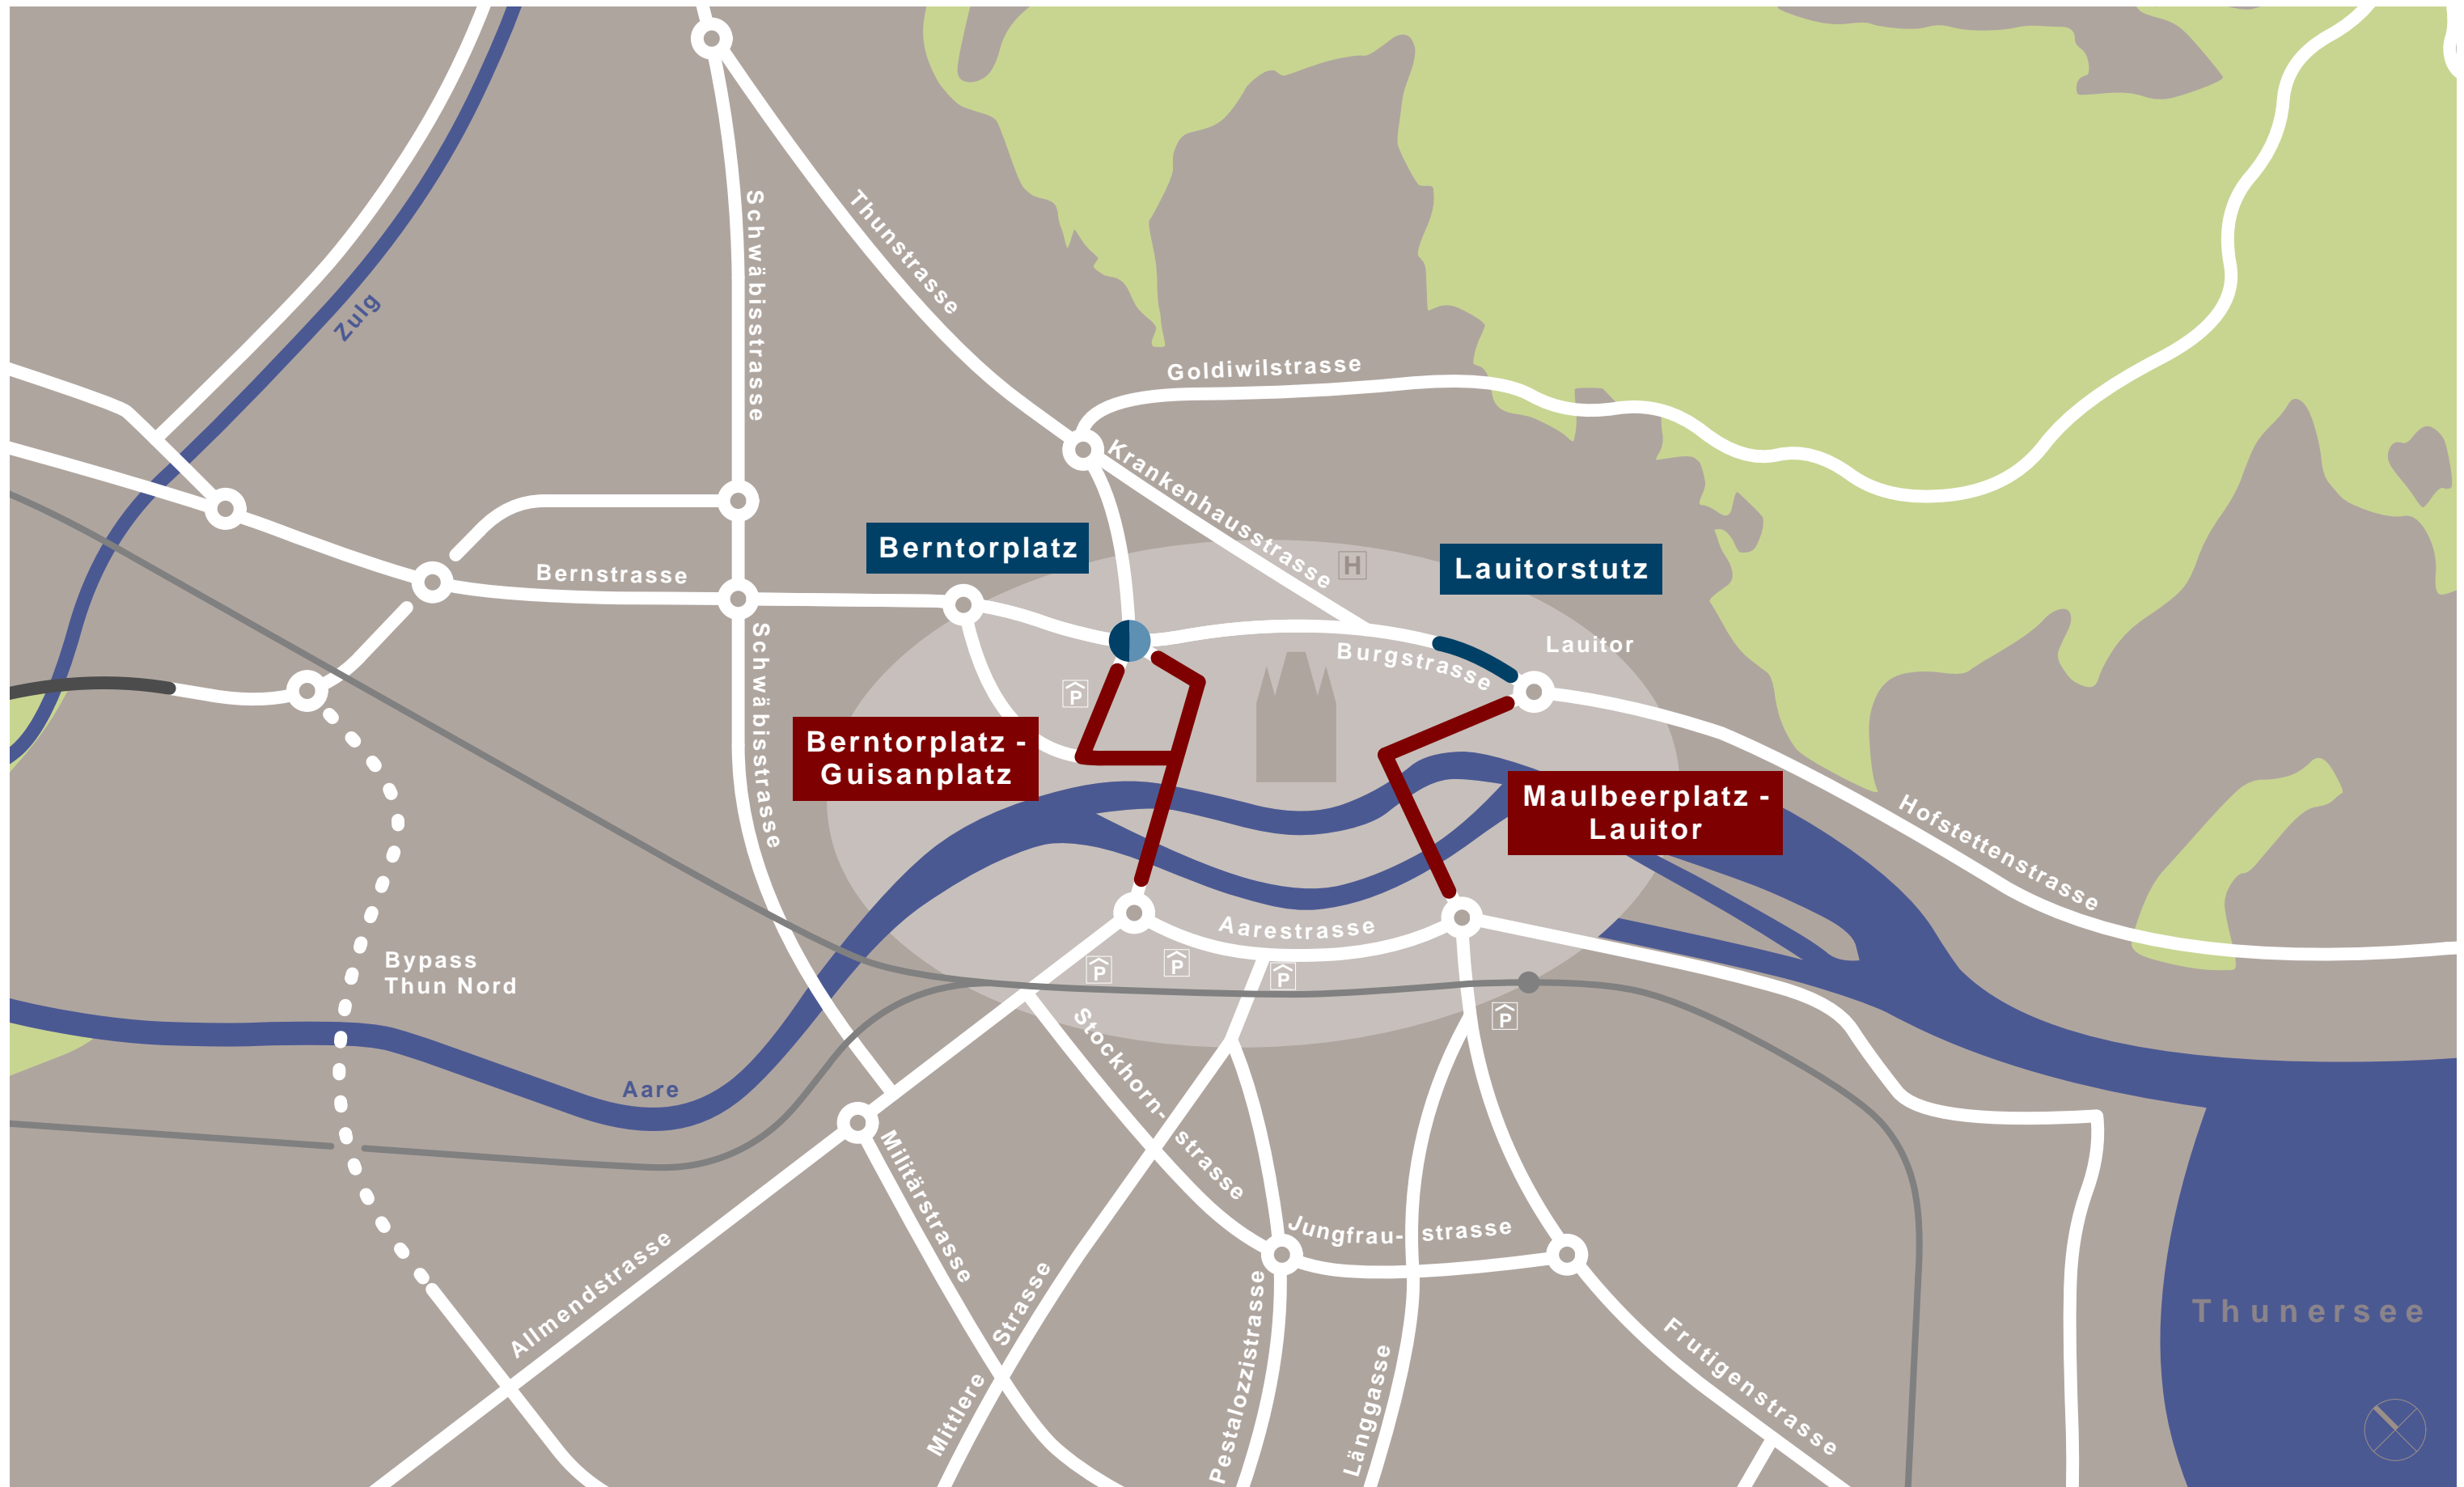 Schwäbisstrasse
Thunstrasse
Zulg
Goldiwilstrasse
Krankenhausstrasse
H
Berntorplatz
Lauitorstutz
Bernstrasse
Lauitor
Burgstrasse
Schwäbisstrasse
P
Berntorplatz -
Guisanplatz
Maulbeerplatz -
Lauitor
Hofstettenstrasse
Aarestrasse
P
P
P
P
Bypass
Thun Nord
Aare
Stockhorn-
strasse
Militärstrasse
Jungfrau-
strasse
Allmendstrasse
Mittlere Strasse
Pestalozzistrasse
Länggasse
Frutigenstrasse
Thunersee